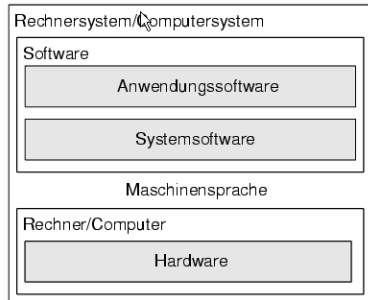 Rechnersystem/Computersystem
Software
Anwendungssoftware
Systemsoftware
Maschinensprache
Rechner/Computer
Hardware